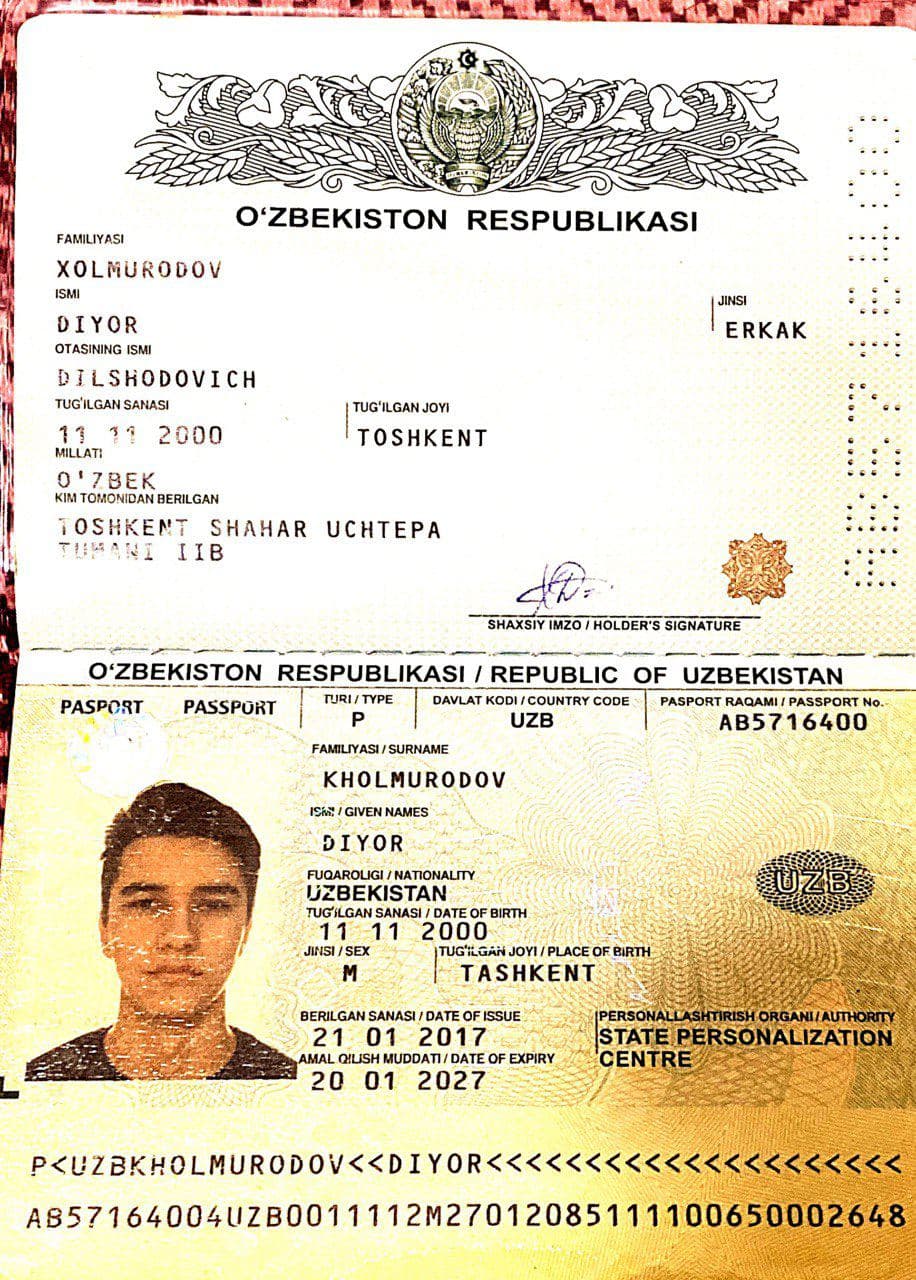 O‘ZBEKISTON RESPUBLIKASI
FAMILIYASI
XOLMURODOV
ISMI
DIYOR
JINSI
ERKAK
OTASINING ISMI
DILSHODOVICH
TUG‘ILGAN SANASI
11 11 2000
TUG‘ILGAN JOYI
TOSHKENT
MILLATI
O'ZBEK
KIM TOMONIDAN BERILGAN
TOSHKENT SHAHAR UCHTEPA
TUMANI IIB
SHAXSIY IMZO / HOLDER'S SIGNATURE
AB5716400
O‘ZBEKISTON RESPUBLIKASI / REPUBLIC OF UZBEKISTAN
PASPORT PASSPORT
TURI / TYPE
P
DAVLAT KODI / COUNTRY CODE
UZB
PASPORT RAQAMI / PASSPORT No.
AB5716400
FAMILIYASI / SURNAME
KHOLMURODOV
ISMI / GIVEN NAMES
DIYOR
FUQAROLIGI / NATIONALITY
UZBEKISTAN
UZB
TUG‘ILGAN SANASI / DATE OF BIRTH
11 11 2000
JINSI / SEX
M
TUG‘ILGAN JOYI / PLACE OF BIRTH
TASHKENT
BERILGAN SANASI / DATE OF ISSUE
21 01 2017
PERSONALLASHTIRISH ORGANI / AUTHORITY
STATE PERSONALIZATION
CENTRE
AMAL QILISH MUDDATI / DATE OF EXPIRY
20 01 2027
P<UZBKHOLMURODOV<<DIYOR<<<<<<<<<<<<<<<<<<<<<
AB57164004UZB0011112M27012085111100650002648